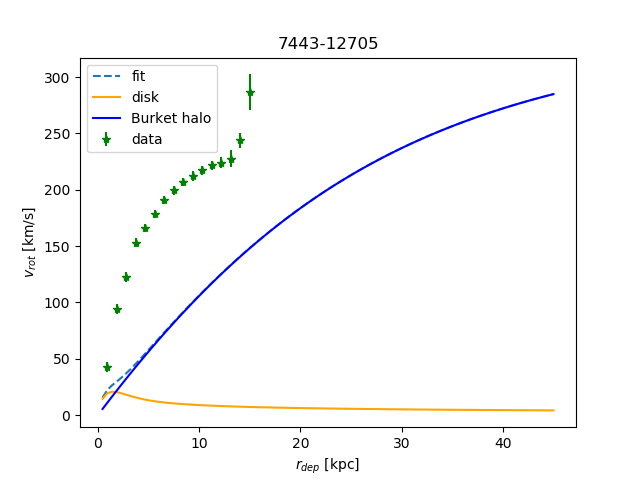 7443-12705
fit
disk
Burket halo
data
300
250
200
150
100
50
0
v_rot [km/s]
0 10 20 30 40
r_dep [kpc]